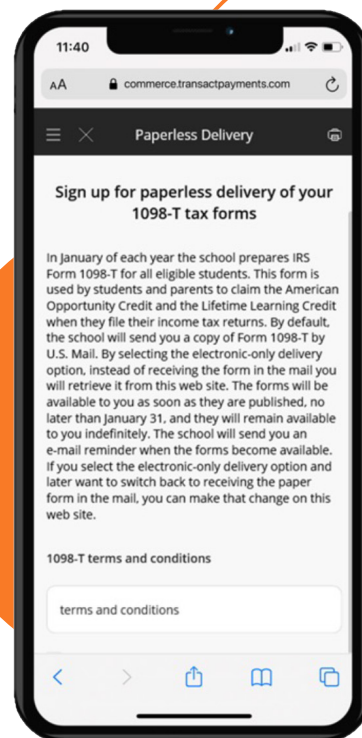 11:40
AA commerce.transactpayments.com
Paperless Delivery
Sign up for paperless delivery of your
1098-T tax forms
In January of each year the school prepares IRS
Form 1098-T for all eligible students. This form is
used by students and parents to claim the American
Opportunity Credit and the Lifetime Learning Credit
when they file their income tax returns. By default,
the school will send you a copy of Form 1098-T by
U.S. Mail. By selecting the electronic-only delivery
option, instead of receiving the form in the mail you
will retrieve it from this web site. The forms will be
available to you as soon as they are published, no
later than January 31, and they will remain available
to you indefinitely. The school will send you an
e-mail reminder when the forms become available.
If you select the electronic-only delivery option and
later want to switch back to receiving the paper
form in the mail, you can make that change on this
web site.
1098-T terms and conditions
terms and conditions